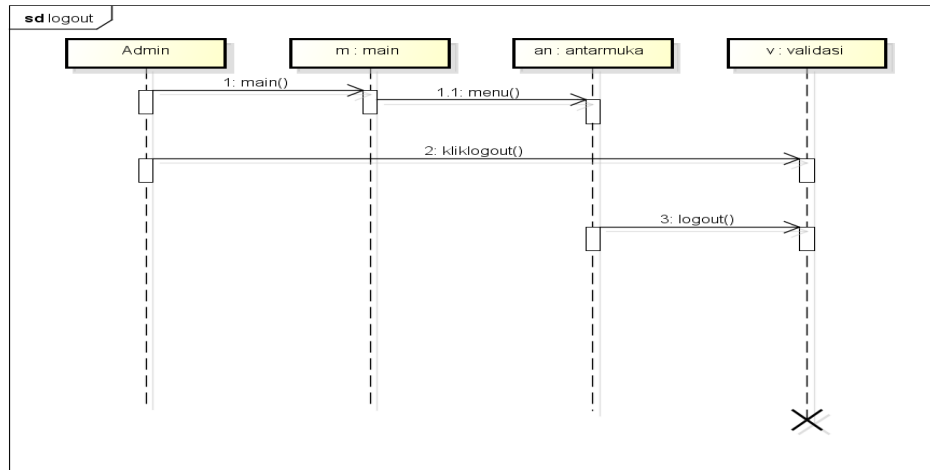 sd logout
Admin
m : main
an : antarmuka
v : validasi
1: main()
1.1: menu()
2: kliklogout()
3: logout()